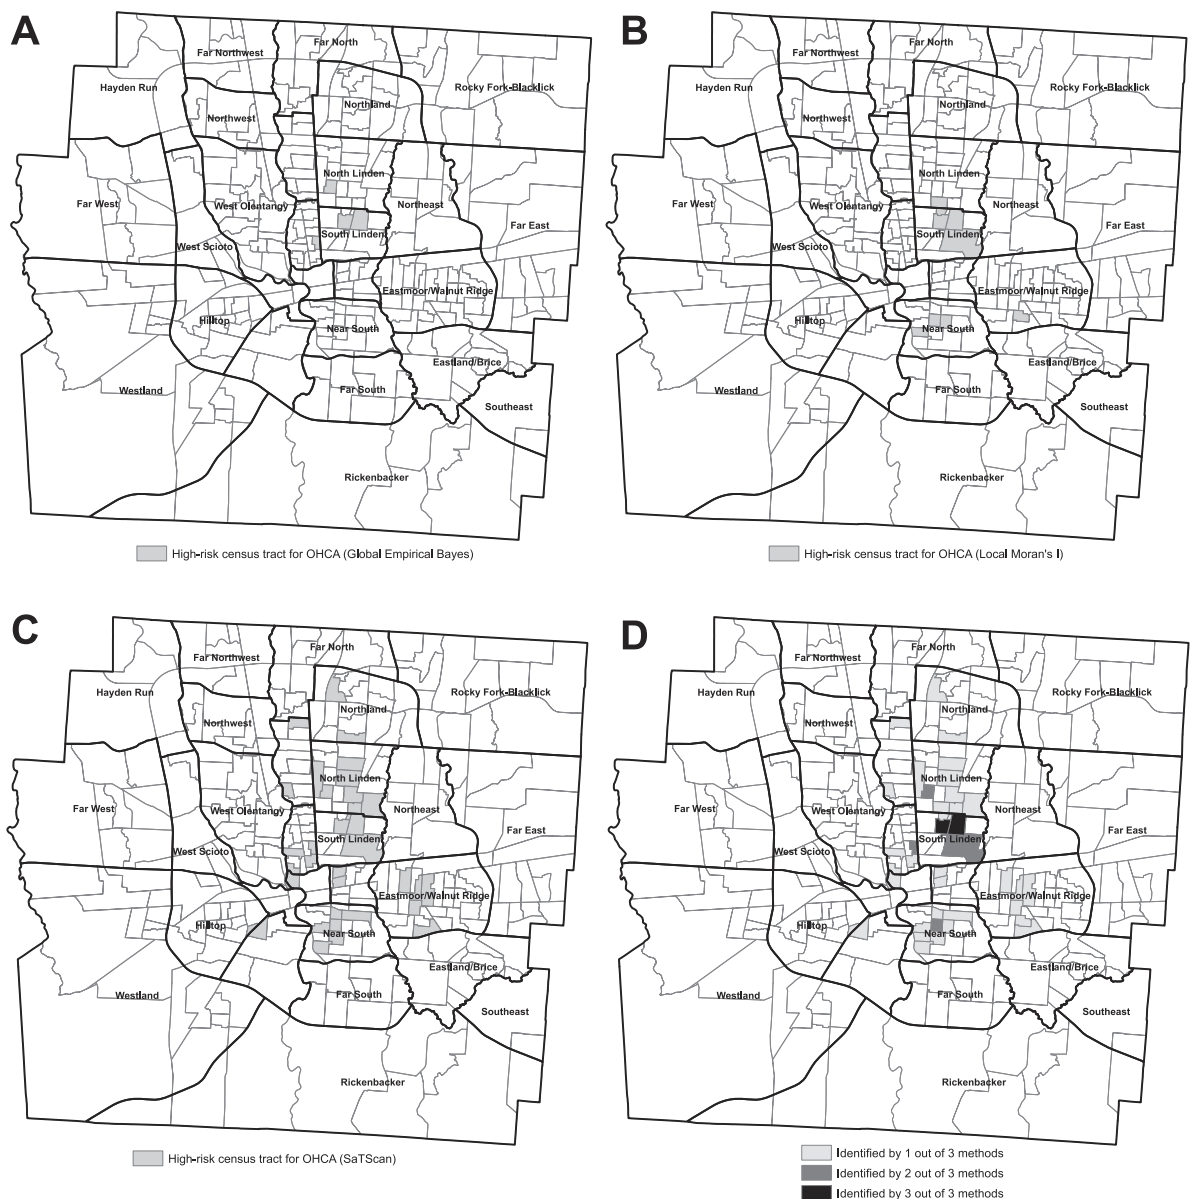 A
Far North
Far Northwest
Hayden Run
Rocky Fork-Blacklick
Northland
Northwest
North Linden
Far West
West Olentangy
Northeast
Far East
South Linden
West Scioto
Eastmoor/Walnut Ridge
Hilltop
Near South
Eastland/Brice
Westland
Far South
Southeast
Rickenbacker
High-risk census tract for OHCA (Global Empirical Bayes)
B
Far North
Far Northwest
Hayden Run
Rocky Fork-Blacklick
Northland
Northwest
North Linden
Far West
West Olentangy
Northeast
Far East
South Linden
West Scioto
Eastmoor/Walnut Ridge
Hilltop
Near South
Eastland/Brice
Westland
Far South
Southeast
Rickenbacker
High-risk census tract for OHCA (Local Moran's I)
C
Far North
Far Northwest
Hayden Run
Rocky Fork-Blacklick
Northland
Northwest
North Linden
Far West
West Olentangy
Northeast
Far East
South Linden
West Scioto
Eastmoor/Walnut Ridge
Hilltop
Near South
Eastland/Brice
Westland
Far South
Southeast
Rickenbacker
High-risk census tract for OHCA (SaTScan)
D
Far North
Far Northwest
Hayden Run
Rocky Fork-Blacklick
Northland
Northwest
North Linden
Far West
West Olentangy
Northeast
Far East
South Linden
West Scioto
Eastmoor/Walnut Ridge
Hilltop
Near South
Eastland/Brice
Westland
Far South
Southeast
Rickenbacker
Identified by 1 out of 3 methods
Identified by 2 out of 3 methods
Identified by 3 out of 3 methods